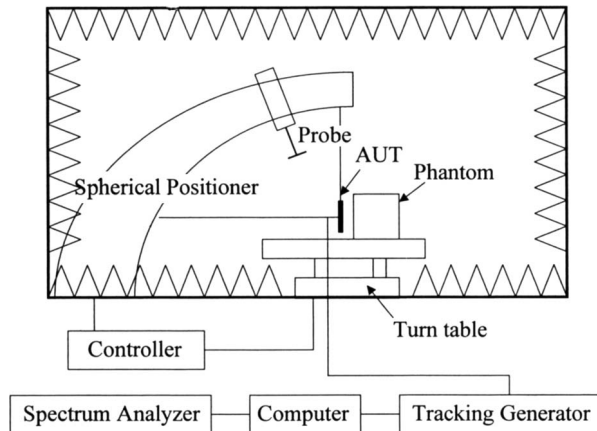 Probe
AUT
Phantom
Spherical Positioner
Turn table
Controller
Spectrum Analyzer
Computer
Tracking Generator